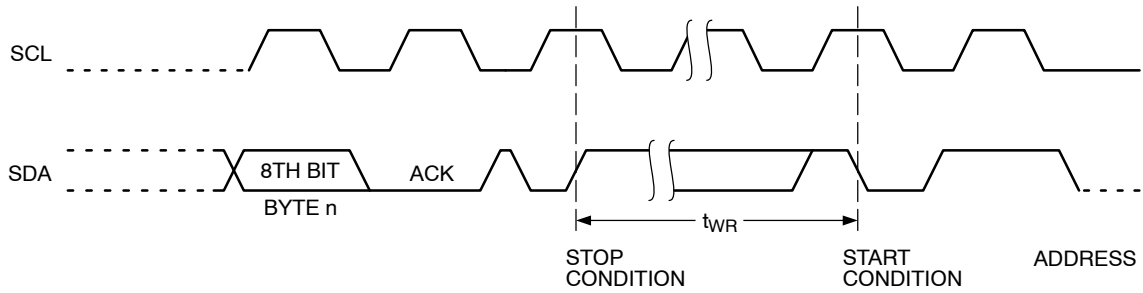 SCL
SDA
8TH BIT
ACK
BYTE n
tWR
STOP
CONDITION
START
CONDITION
ADDRESS